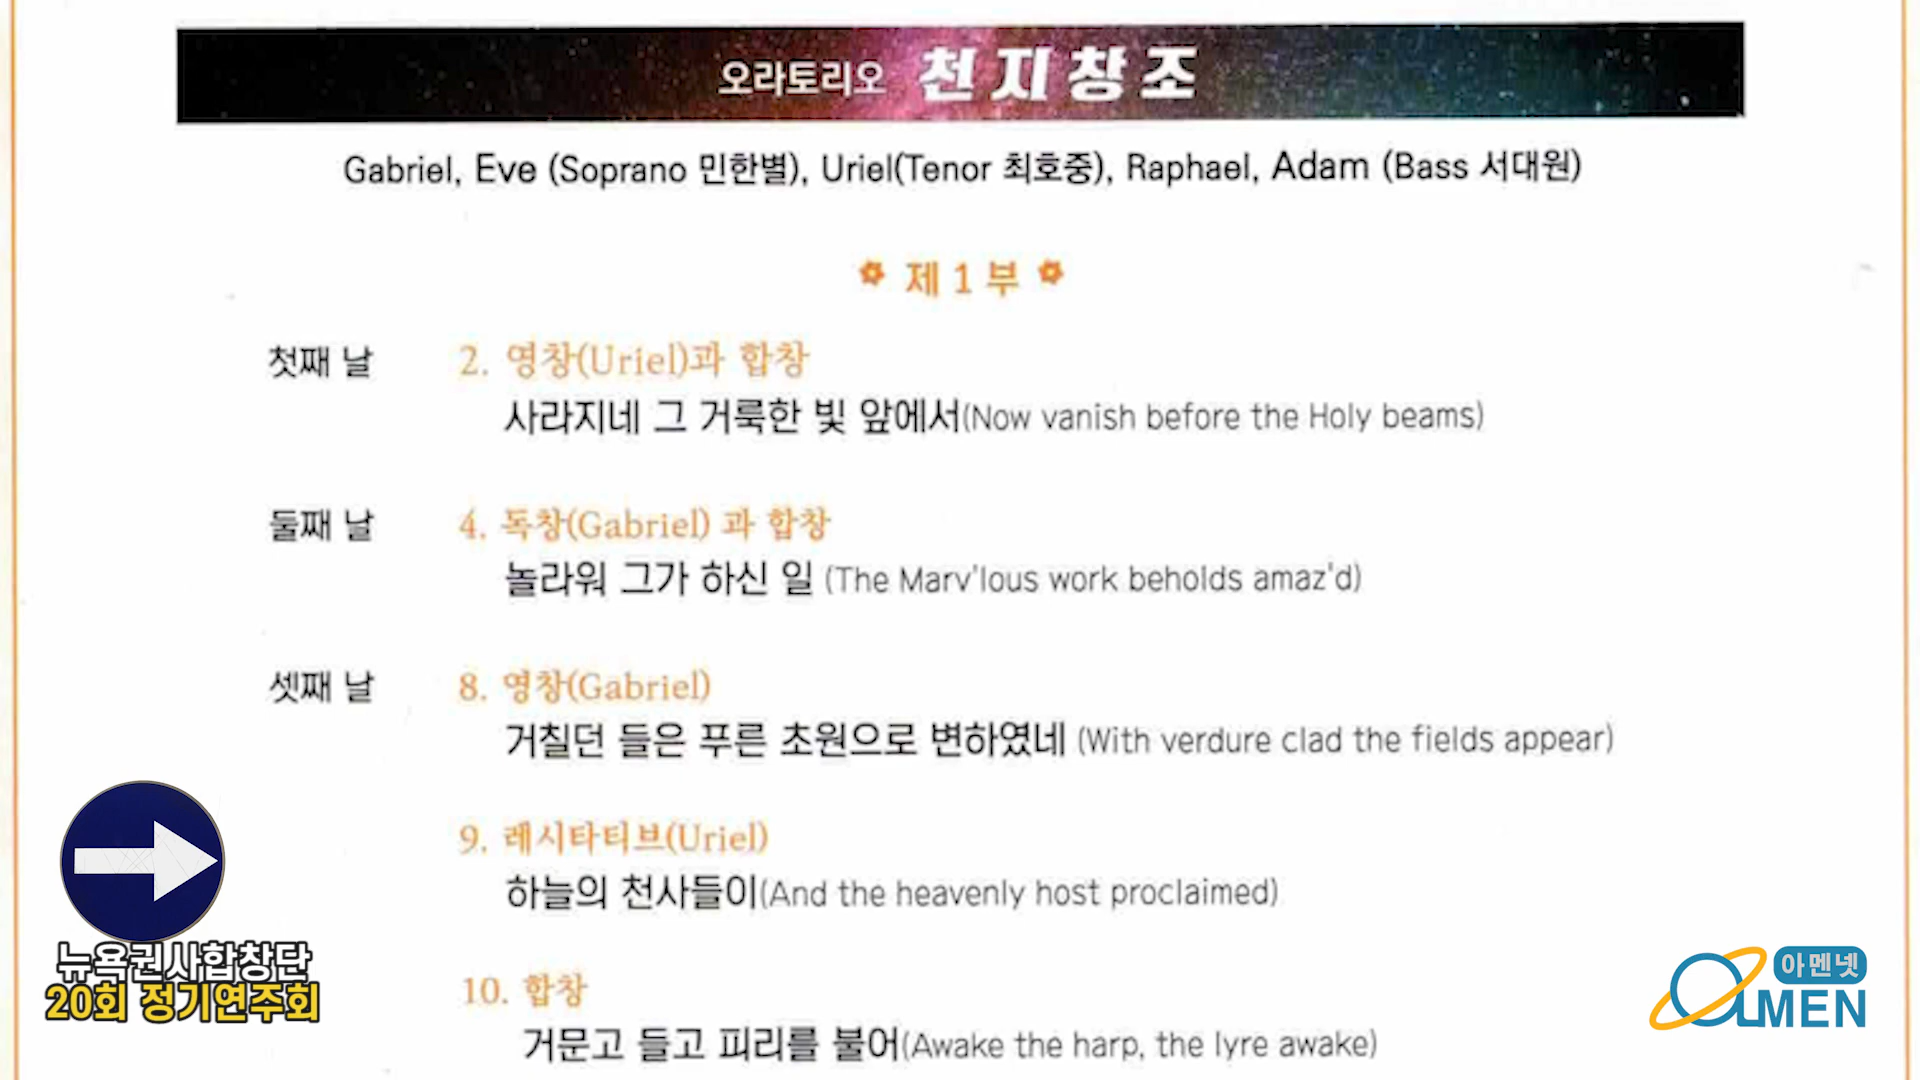 오라토리오 천지창조
Gabriel, Eve (Soprano 민한별), Uriel(Tenor 최호중), Raphael, Adam (Bass 서대원)
제 1 부
첫째 날 2. 영창(Uriel)과 합창
사라지네 그 거룩한 빛 앞에서(Now vanish before the Holy beams)
둘째 날 4. 독창(Gabriel) 과 합창
놀라워 그가 하신 일 (The Marv'lous work beholds amaz'd)
셋째 날 8. 영창(Gabriel)
거칠던 들은 푸른 초원으로 변하였네 (With verdure clad the fields appear)
9. 레시타티브(Uriel)
하늘의 천사들이(And the heavenly host proclaimed)
10. 합창
거문고 들고 피리를 불어(Awake the harp, the lyre awake)
뉴욕권사합창단
20회 정기연주회
아멘넷
MEN